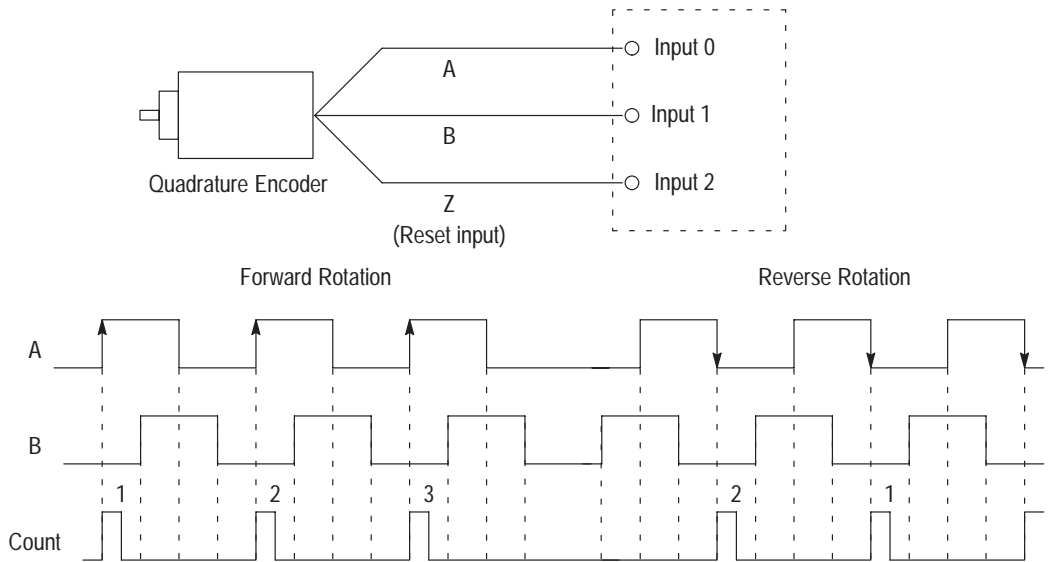 A
Input 0
B
Input 1
Quadrature Encoder
Z
Input 2
(Reset input)
Forward Rotation
Reverse Rotation
A
B
1 2 3 2 1
Count